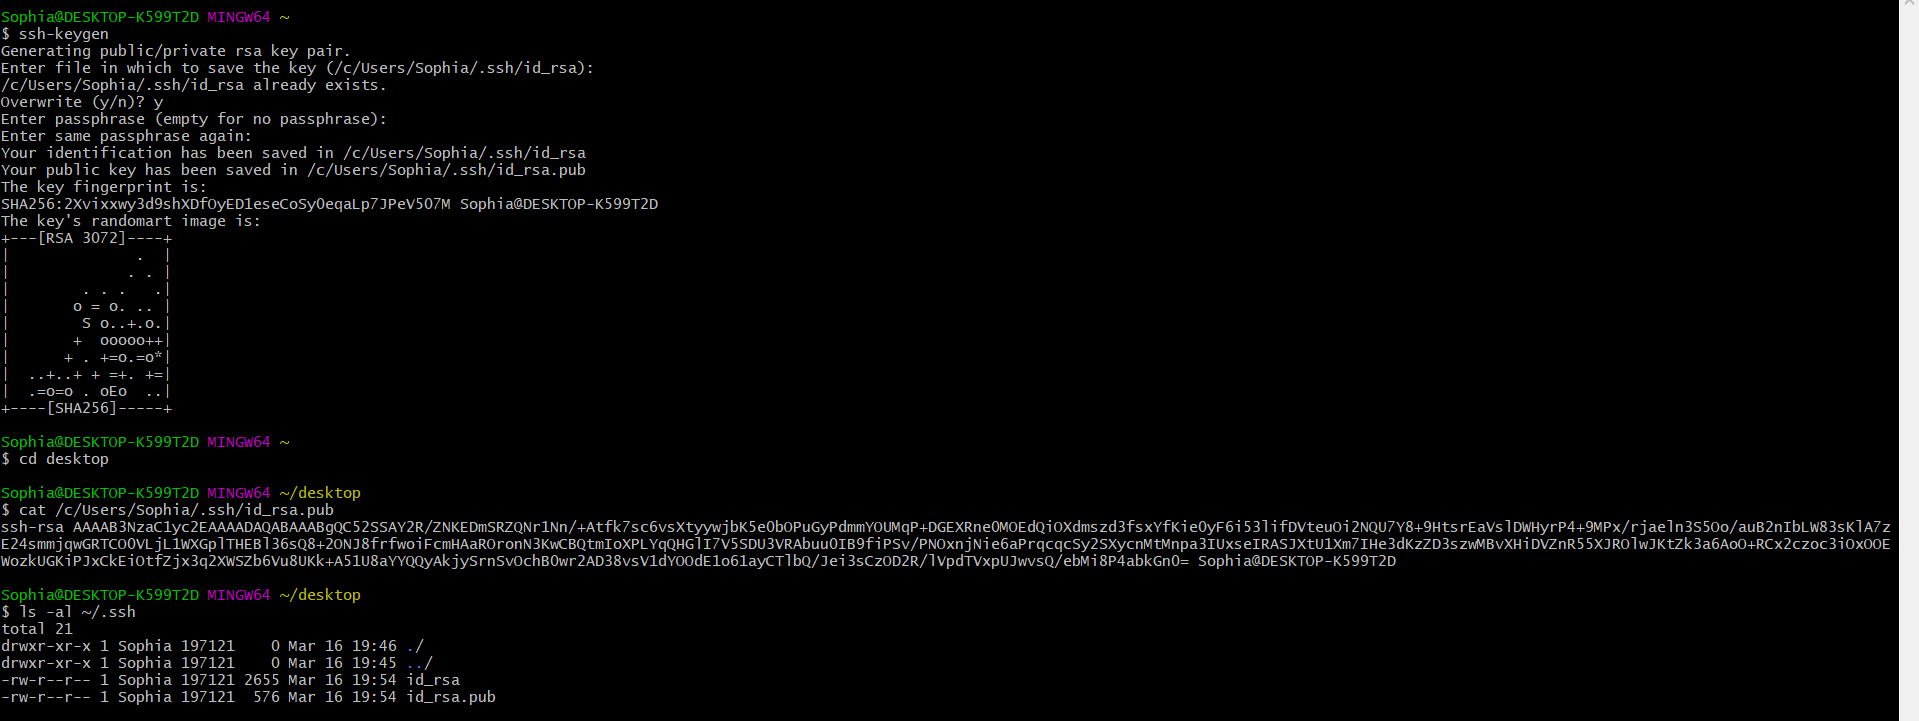 Sophia@DESKTOP-K599T2D MINGW64 ~
$ ssh-keygen
Generating public/private rsa key pair.
Enter file in which to save the key (/c/Users/Sophia/.ssh/id_rsa):
/c/Users/Sophia/.ssh/id_rsa already exists.
Overwrite (y/n)? y
Enter passphrase (empty for no passphrase):
Enter same passphrase again:
Your identification has been saved in /c/Users/Sophia/.ssh/id_rsa
Your public key has been saved in /c/Users/Sophia/.ssh/id_rsa.pub
The key fingerprint is:
SHA256:2Xvixxwy3d9shXDfOyED1eseCoSy0eqaLp7JPeV5O7M Sophia@DESKTOP-K599T2D
The key's randomart image is:
+---[RSA 3072]----+
|              .  |
|             . . |
|        . . .   .|
|       o = o. .. |
|        S o..+.o.|
|       +  ooooo++|
|      + . +=o.=o*|
|  ..+..+ + =+. +=|
|  .=o=o . oEo  ..|
+----[SHA256]-----+
Sophia@DESKTOP-K599T2D MINGW64 ~
$ cd desktop
Sophia@DESKTOP-K599T2D MINGW64 ~/desktop
$ cat /c/Users/Sophia/.ssh/id_rsa.pub
ssh-rsa AAAAB3NzaC1yc2EAAAADAQABAAABgQC52SSAY2R/ZNKEDmSRZQNr1Nn/+Atfk7sc6vsXtyywjbK5e0bOPuGyPdmmYOUMqP+DGEXRne0MOEdQiOXdmszd3fsxYfKie0yF6i53lifDVteuOi2NQU7Y8+9HtsrEaVslDWHyrP4+9MPx/rjaeln3S5Oo/auB2nIbLW83sKlA7z
E24smmjqwGRTCO0VLjL1WXGplTHEBl36sQ8+2ONJ8frfwoiFcmHAaROronN3KwCBQtmIoXPLYqQHGlI7V5SDU3VRAbuu0IB9fiPSv/PNOxnjNie6aPrqcqcSy2SXycnMtMnpa3IUxseIRASJXtU1Xm7IHe3dKzZD3szwMBvXHiDVZnR55XJROlwJKtZk3a6AoO+RCx2czoc3iOxOOE
WozkUGKiPJxCkEiOtfZjx3q2XWSZb6Vu8UKk+A51U8aYYQQyAkjySrnSvOchB0wr2AD38vsV1dYOOdE1o61ayCTlbQ/Jei3sCzOD2R/lVpdTVxpUJwvsQ/ebMi8P4abkGn0= Sophia@DESKTOP-K599T2D
Sophia@DESKTOP-K599T2D MINGW64 ~/desktop
$ ls -al ~/.ssh
total 21
drwxr-xr-x 1 Sophia 197121    0 Mar 16 19:46 ./
drwxr-xr-x 1 Sophia 197121    0 Mar 16 19:45 ../
-rw-r--r-- 1 Sophia 197121 2655 Mar 16 19:54 id_rsa
-rw-r--r-- 1 Sophia 197121  576 Mar 16 19:54 id_rsa.pub